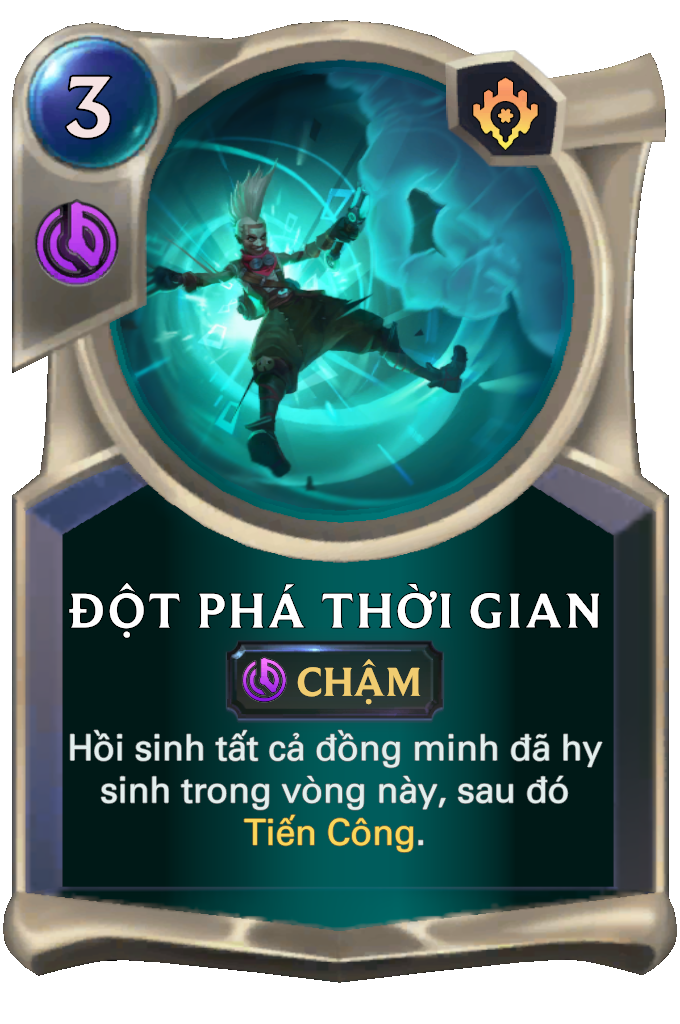 3
ĐỘT PHÁ THỜI GIAN
CHẬM
Hồi sinh tất cả đồng minh đã hy
sinh trong vòng này, sau đó
Tiến Công.